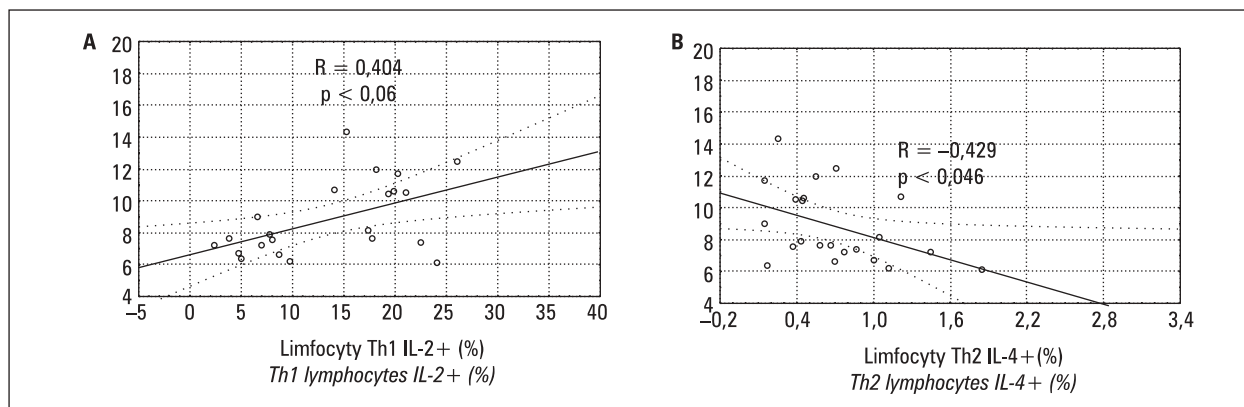 A
20
18
16
14
12
10
8
6
4
R = 0,404
p < 0,06
–5 0 5 10 15 20 25 30 35 40
Limfocyty Th1 IL-2+ (%)
Th1 lymphocytes IL-2+ (%)
B
20
18
16
14
12
10
8
6
4
R = –0,429
p < 0,046
–0,2 0,4 1,0 1,6 2,2 2,8 3,4
Limfocyty Th2 IL-4+(%)
Th2 lymphocytes IL-4+ (%)